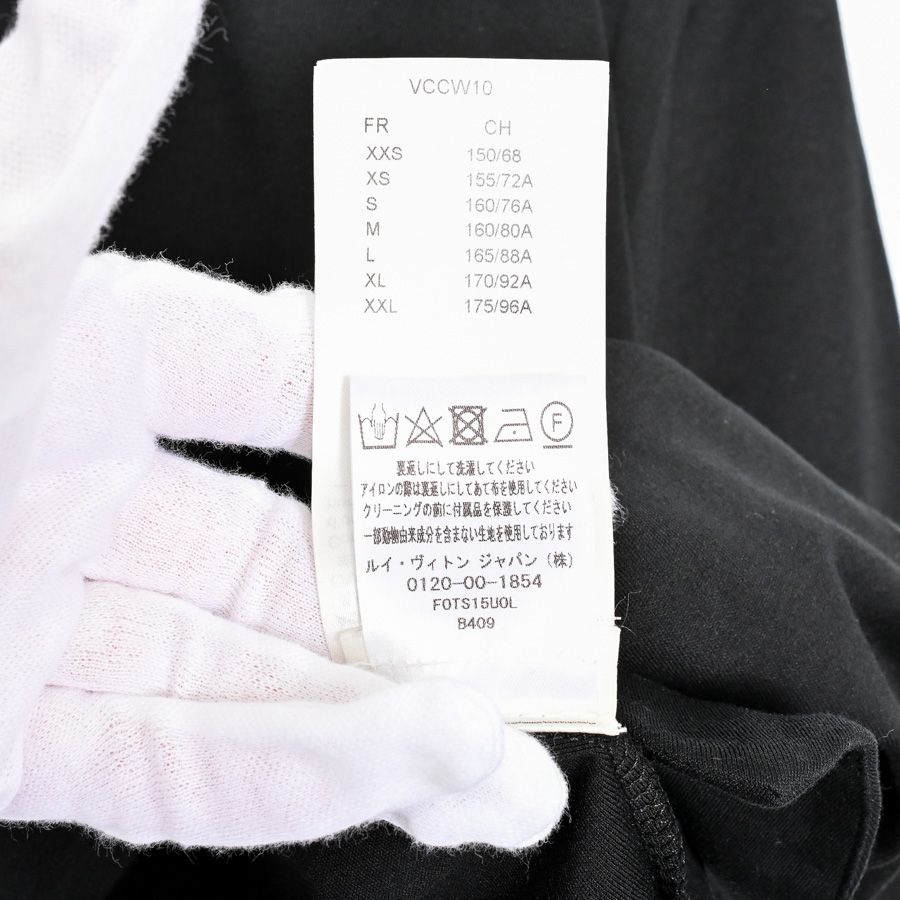 VCCW10
FR CH
XXS 150/68
XS 155/72A
S 160/76A
M 160/80A
L 165/88A
XL 170/92A
XXL 175/96A
F
裏返しにして洗濯してください
アイロンの際は裏返しにしてあて布を使用してください
クリーニングの前に付属品を保護してください
一部動物由来成分を含まない生地を使用しております
ルイ・ヴィトン ジャパン (株)
0120-00-1854
FOTS15UOL
B409